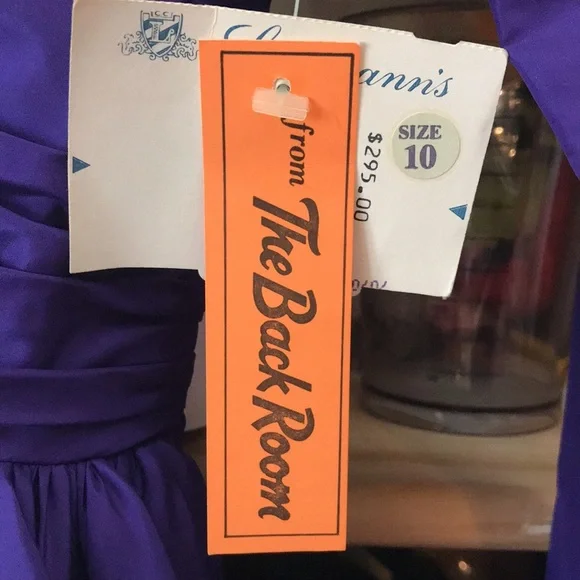 ann's
SIZE
10
$295.00
from The Back Room